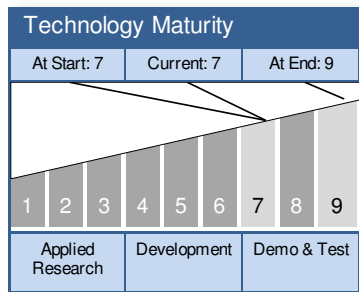 Technology Maturity
At Start: 7 Current: 7 At End: 9
1 2 3 4 5 6 7 8 9
Applied Development Demo & Test
Research